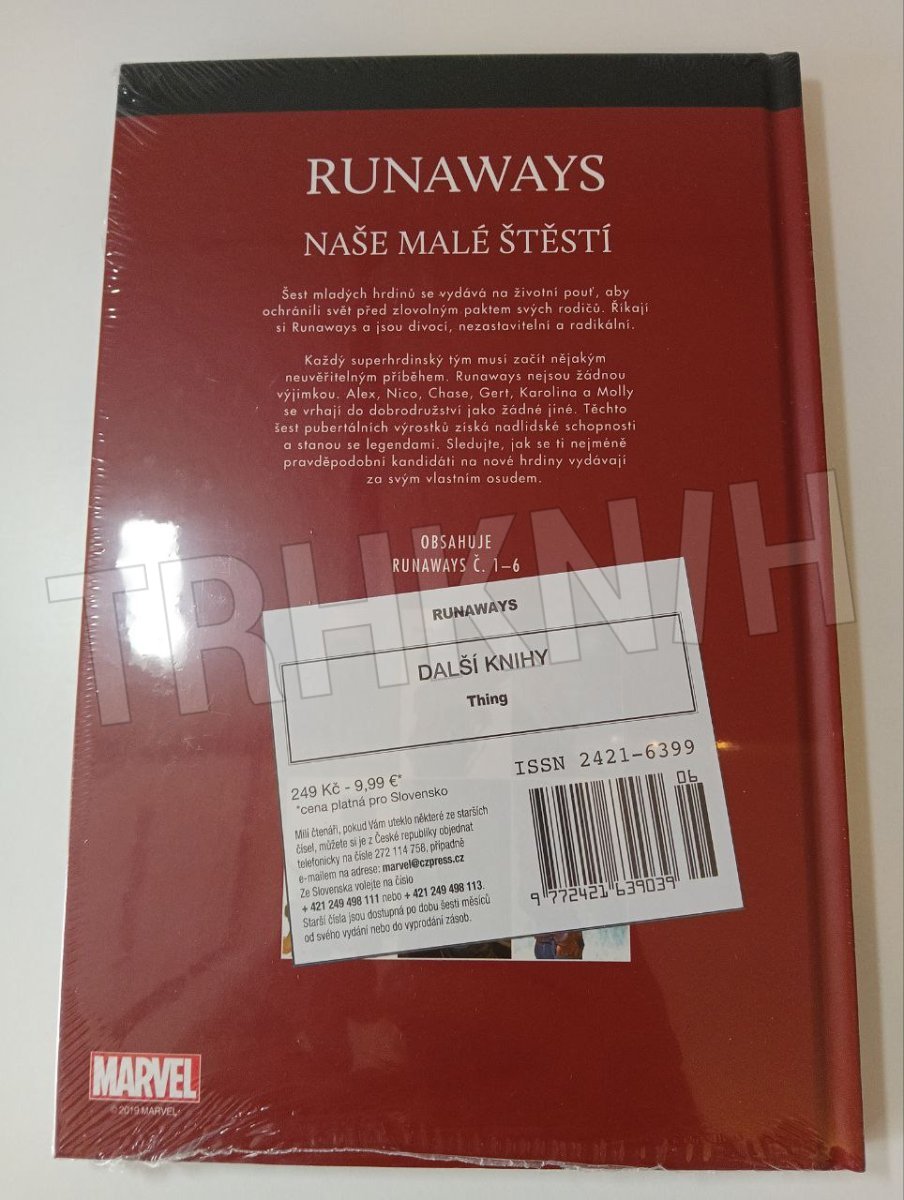 RUNAWAYS
NAŠE MALÉ ŠTĚSTÍ
Šest mladých hrdinů se vydává na životní pouť, aby
ochránili svět před zlovolným paktem svých rodičů. Říkají
si Runaways a jsou divocí, nezastavitelní a radikální.
Každý superhrdinský tým musí začít nějakým
neuvěřitelným příběhem. Runaways nejsou žádnou
výjimkou. Alex, Nico, Chase, Gert, Karolina a Molly
se vrhají do dobrodružství jako žádné jiné. Těchto
šest pubertálních výrostků získá nadlidské schopnosti
a stanou se legendami. Sledujte, jak se ti nejméně
pravděpodobní kandidáti na nové hrdiny vydávají
za svým vlastním osudem.
OBSAHUJE
RUNAWAYS Č. 1–6
TRHKNIH
RUNAWAYS
DALŠÍ KNIHY
Thing
ISSN 2421-6399
06
249 Kč - 9,99 €*
*cena platná pro Slovensko
Milí čtenáři, pokud Vám uteklo některé ze starších
čísel, můžete si je z České republiky objednat
telefonicky na čísle 272 114 758, případně
e-mailem na adrese: marvel@czpress.cz
Ze Slovenska volejte na číslo
+ 421 249 498 111 nebo + 421 249 498 113.
Starší čísla jsou dostupná po dobu šesti měsíců
od svého vydání nebo do vyprodání zásob.
9 772421 639039
MARVEL
© 2019 MARVEL